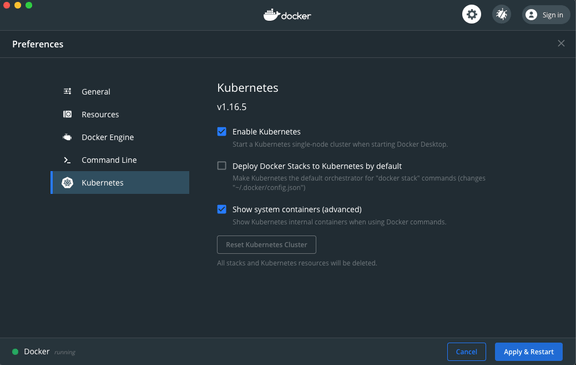 docker
Sign in
Preferences
General
Resources
Docker Engine
Command Line
Kubernetes
Kubernetes
v1.16.5
Enable Kubernetes
Start a Kubernetes single-node cluster when starting Docker Desktop.
Deploy Docker Stacks to Kubernetes by default
Make Kubernetes the default orchestrator for "docker stack" commands (changes
"~/.docker/config.json")
Show system containers (advanced)
Show Kubernetes internal containers when using Docker commands.
Reset Kubernetes Cluster
All stacks and Kubernetes resources will be deleted.
Docker running
Cancel
Apply & Restart